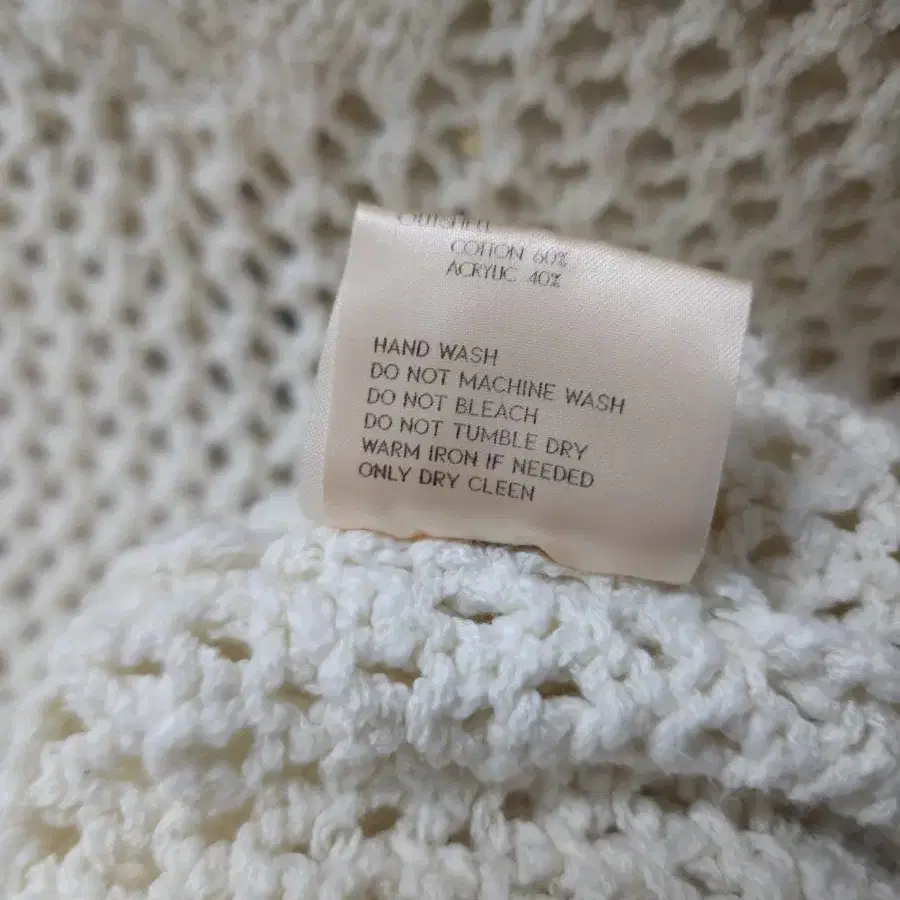 OUTSHELL
COTTON 60%
ACRYLIC 40%
HAND WASH
DO NOT MACHINE WASH
DO NOT BLEACH
DO NOT TUMBLE DRY
WARM IRON IF NEEDED
ONLY DRY CLEEN